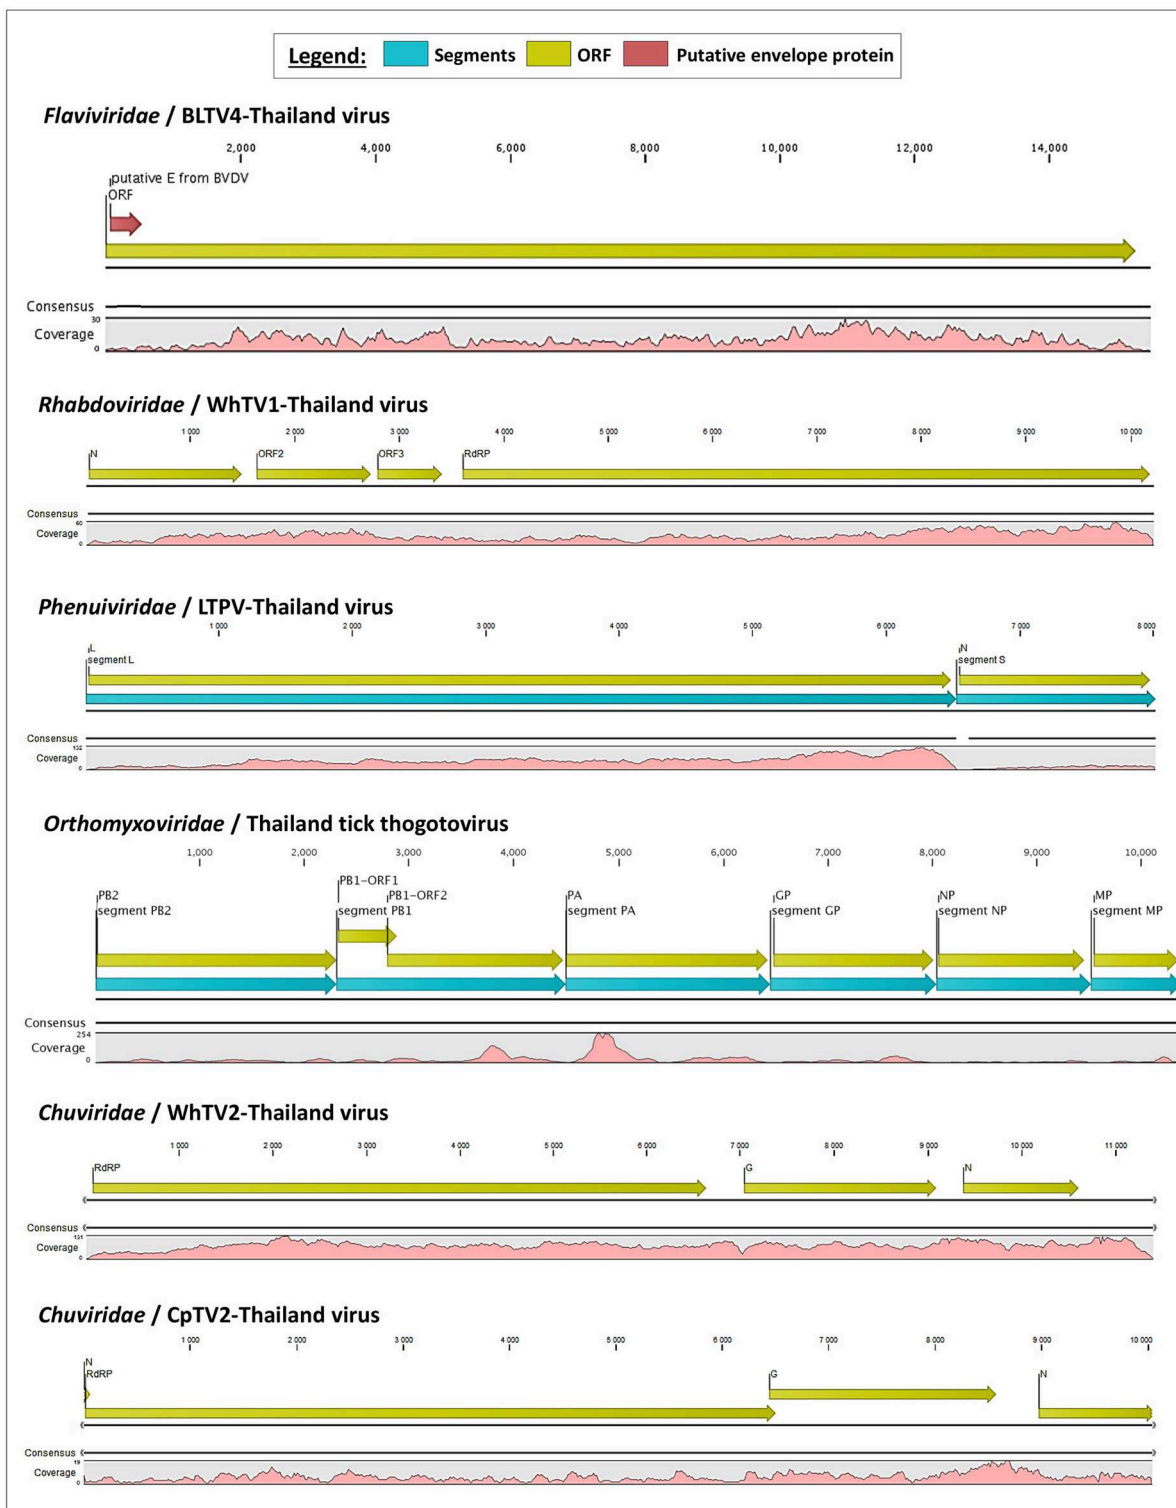 Legend: Segments ORF Putative envelope protein
Flaviviridae / BLTV4-Thailand virus
2,000 4,000 6,000 8,000 10,000 12,000 14,000
putative E from BVDV
ORF
Consensus
30
Coverage
0
Rhabdoviridae / WhTV1-Thailand virus
1 000 2 000 3 000 4 000 5 000 6 000 7 000 8 000 9 000 10 000
N ORF2 ORF3 RdRP
Consensus
60
Coverage
0
Phenuiviridae / LTPV-Thailand virus
1 000 2 000 3 000 4 000 5 000 6 000 7 000 8 000
L N
segment L segment S
Consensus
132
Coverage
0
Orthomyxoviridae / Thailand tick thogotovirus
1,000 2,000 3,000 4,000 5,000 6,000 7,000 8,000 9,000 10,000
PB1-ORF1
PB2 PB1-ORF2 PA GP NP MP
segment PB2 segment PB1 segment PA segment GP segment NP segment MP
Consensus
254
Coverage
0
Chuviridae / WhTV2-Thailand virus
1 000 2 000 3 000 4 000 5 000 6 000 7 000 8 000 9 000 10 000 11 000
RdRP G N
Consensus
131
Coverage
0
Chuviridae / CpTV2-Thailand virus
1 000 2 000 3 000 4 000 5 000 6 000 7 000 8 000 9 000 10 000
N
RdRP G N
Consensus
19
Coverage
0